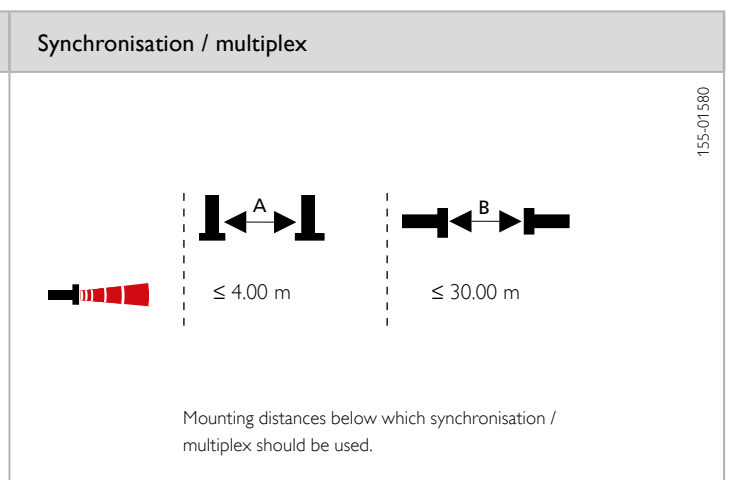 Synchronisation / multiplex
155-01580
A
B
≤ 4.00 m
≤ 30.00 m
Mounting distances below which synchronisation /
multiplex should be used.